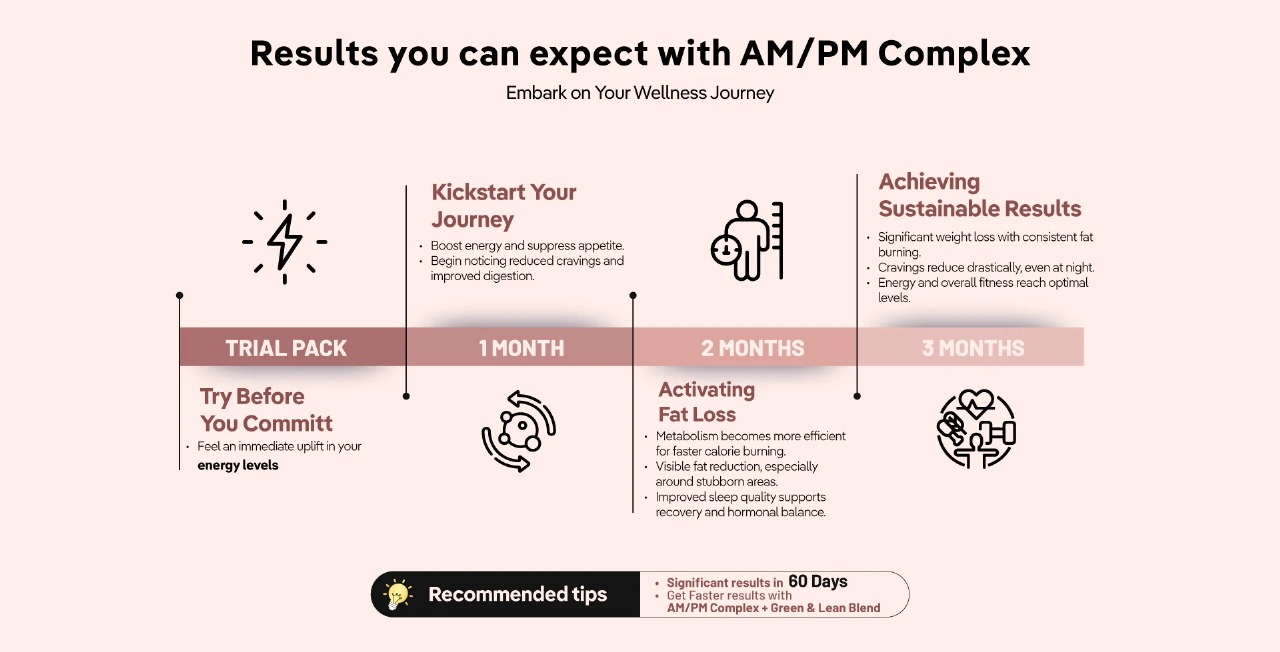 Results you can expect with AM/PM Complex
Embark on Your Wellness Journey
TRIAL PACK
Try Before
You Committ
• Feel an immediate uplift in your
energy levels
Kickstart Your
Journey
• Boost energy and suppress appetite.
• Begin noticing reduced cravings and
improved digestion.
1 MONTH
2 MONTHS
Activating
Fat Loss
• Metabolism becomes more efficient
for faster calorie burning.
• Visible fat reduction, especially
around stubborn areas.
• Improved sleep quality supports
recovery and hormonal balance.
Achieving
Sustainable Results
• Significant weight loss with consistent fat
burning.
• Cravings reduce drastically, even at night.
• Energy and overall fitness reach optimal
levels.
3 MONTHS
Recommended tips
• Significant results in 60 Days
• Get Faster results with
AM/PM Complex + Green & Lean Blend